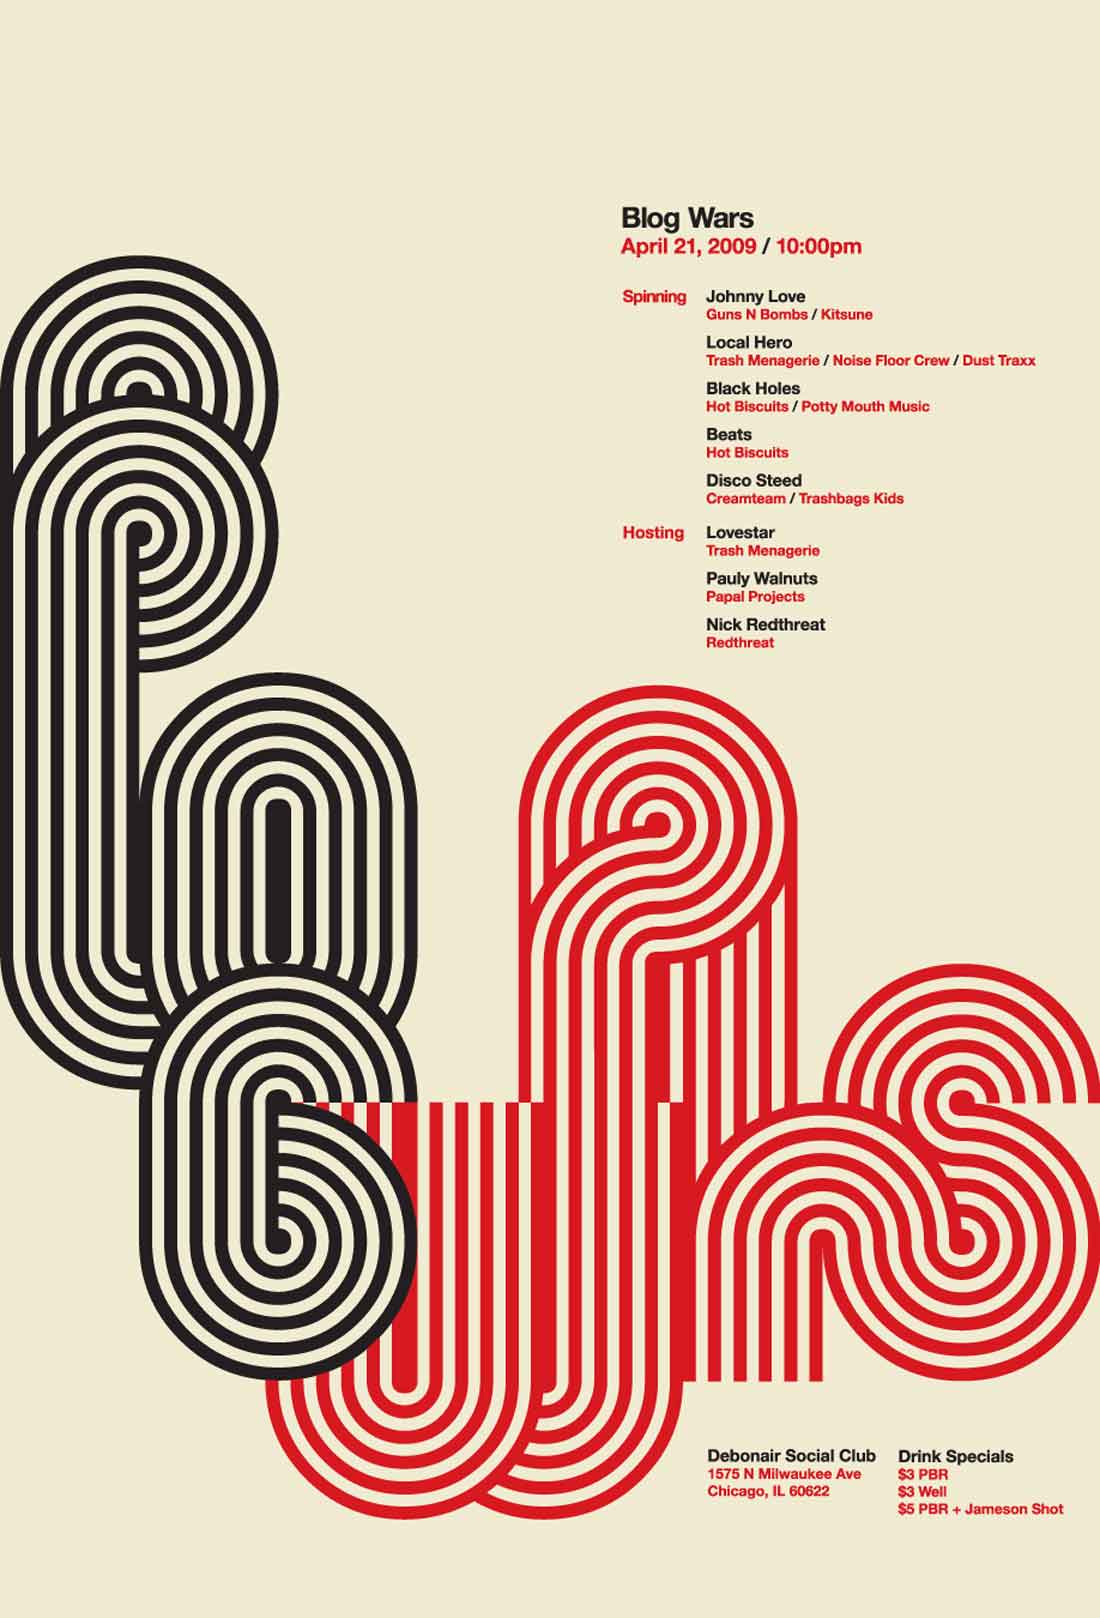 Blog Wars
April 21, 2009 / 10:00pm
Spinning
Johnny Love
Guns N Bombs / Kitsune
Local Hero
Trash Menagerie / Noise Floor Crew / Dust Traxx
Black Holes
Hot Biscuits / Potty Mouth Music
Beats
Hot Biscuits
Disco Steed
Creamteam / Trashbags Kids
Hosting
Lovestar
Trash Menagerie
Pauly Walnuts
Papal Projects
Nick Redthreat
Redthreat
Blog
Wars
Debonair Social Club
1575 N Milwaukee Ave
Chicago, IL 60622
Drink Specials
$3 PBR
$3 Well
$5 PBR + Jameson Shot